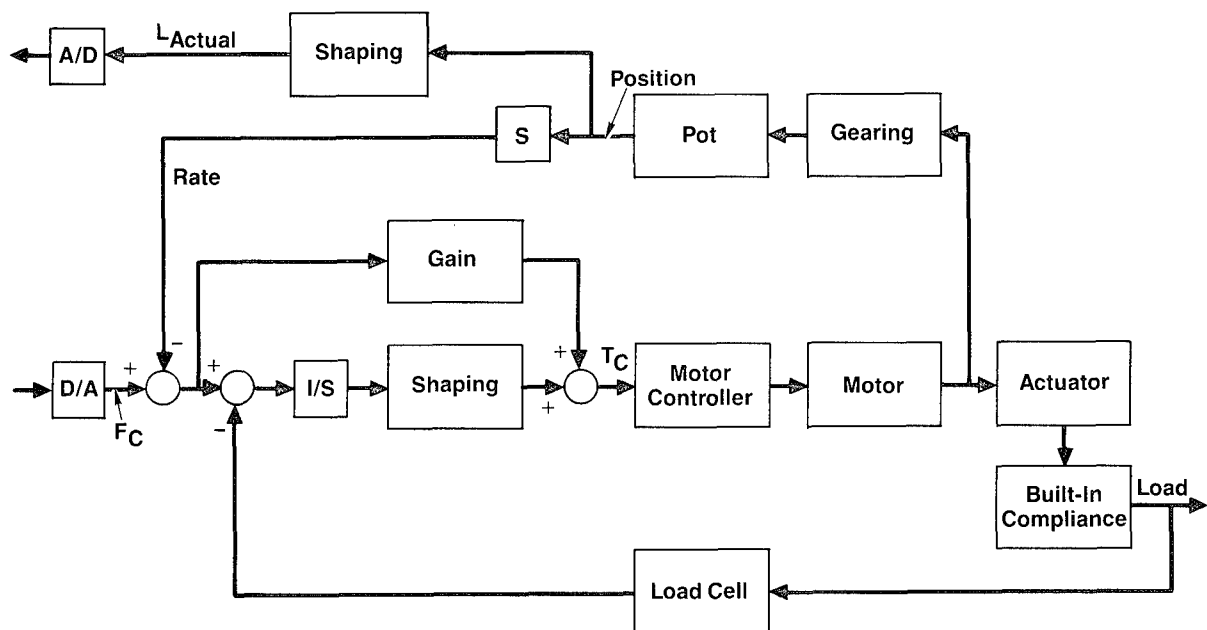 A/D
LActual
Shaping
Position
S
Pot
Gearing
Rate
Gain
−
+
+
+
TC
D/A
FC
−
I/S
Shaping
+
Motor
Controller
Motor
Actuator
Built-In
Compliance
Load
Load Cell